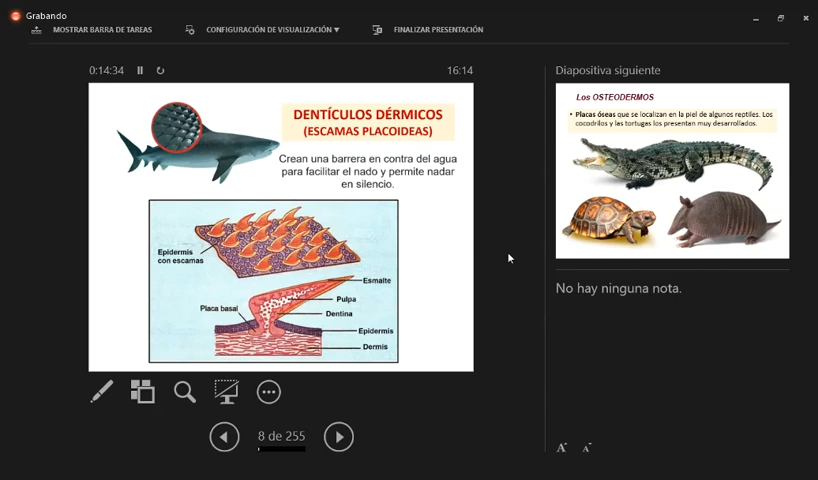 Grabando
MOSTRAR BARRA DE TAREAS
CONFIGURACIÓN DE VISUALIZACIÓN ▼
FINALIZAR PRESENTACIÓN
0:14:34
16:14
DENTÍCULOS DÉRMICOS
(ESCAMAS PLACOIDEAS)
Crean una barrera en contra del agua
para facilitar el nado y permite nadar
en silencio.
Epidermis
con escamas
Esmalte
Pulpa
Placa basal
Dentina
Epidermis
Dermis
8 de 255
Diapositiva siguiente
Los OSTEODERMOS
• Placas óseas que se localizan en la piel de algunos reptiles. Los
cocodrilos y las tortugas los presentan muy desarrollados.
No hay ninguna nota.
A A